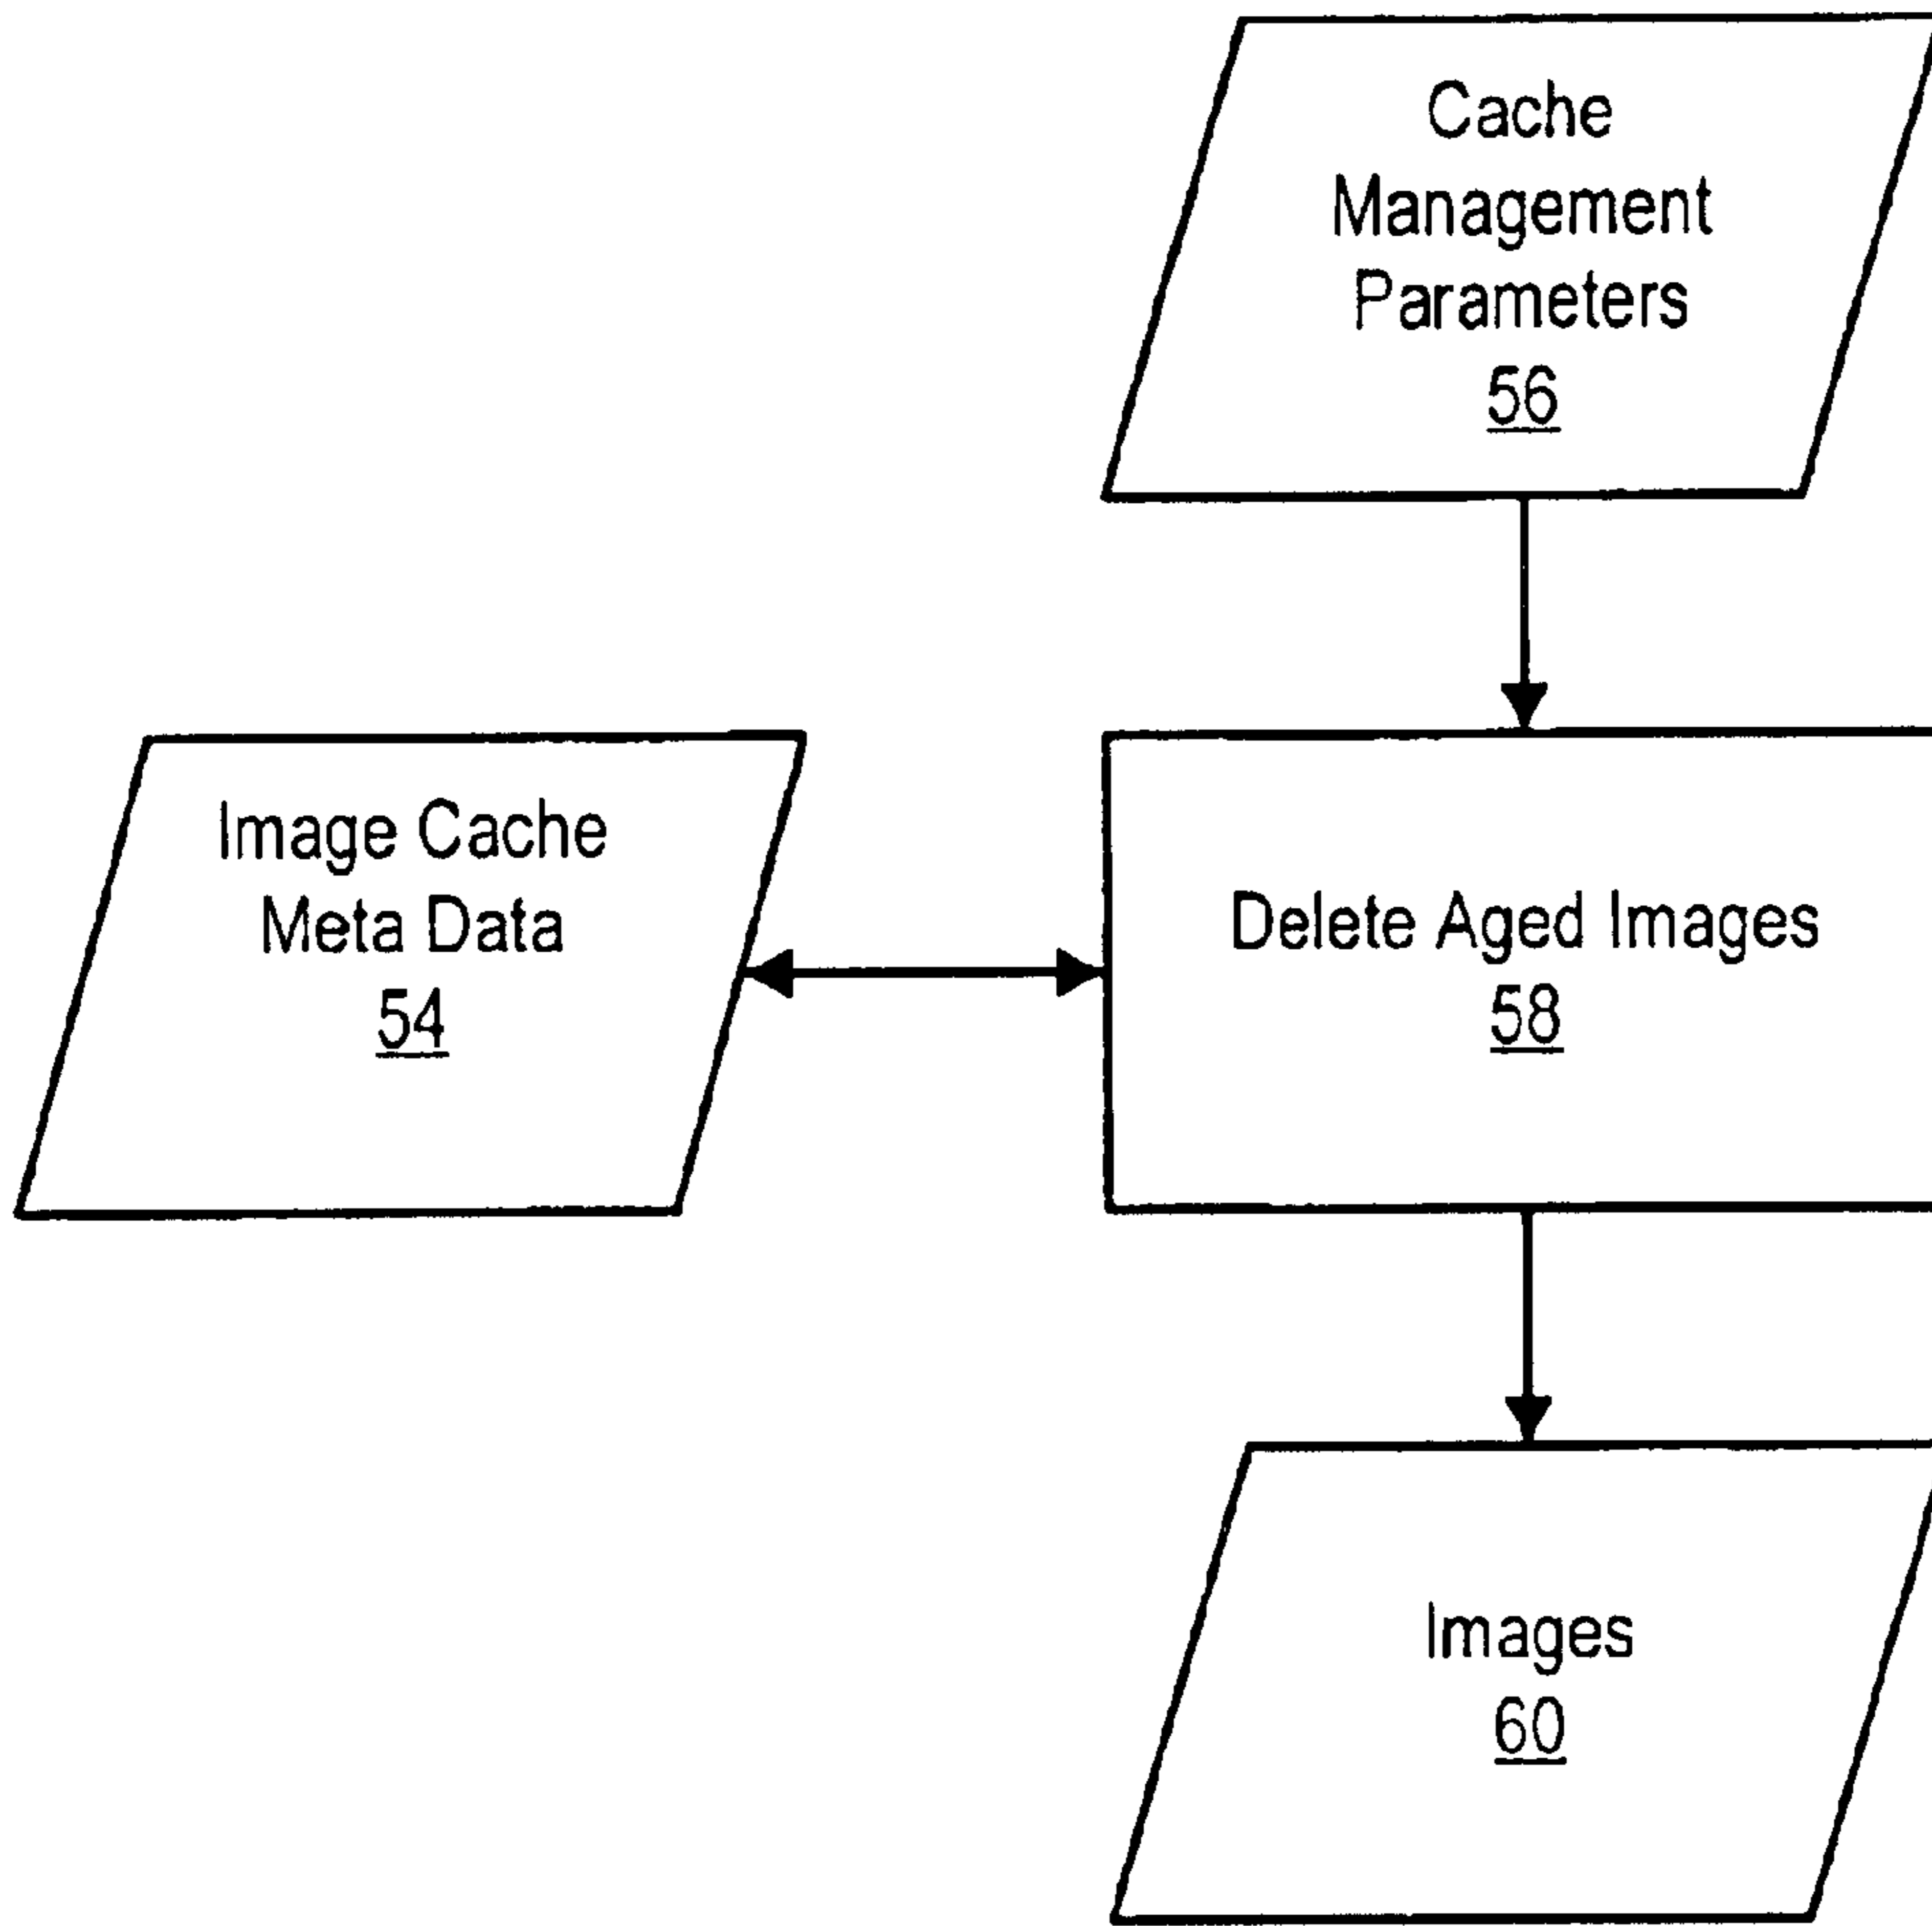 Cache
Management
Parameters
56
Image Cache
Meta Data
54
Delete Aged Images
58
Images
60